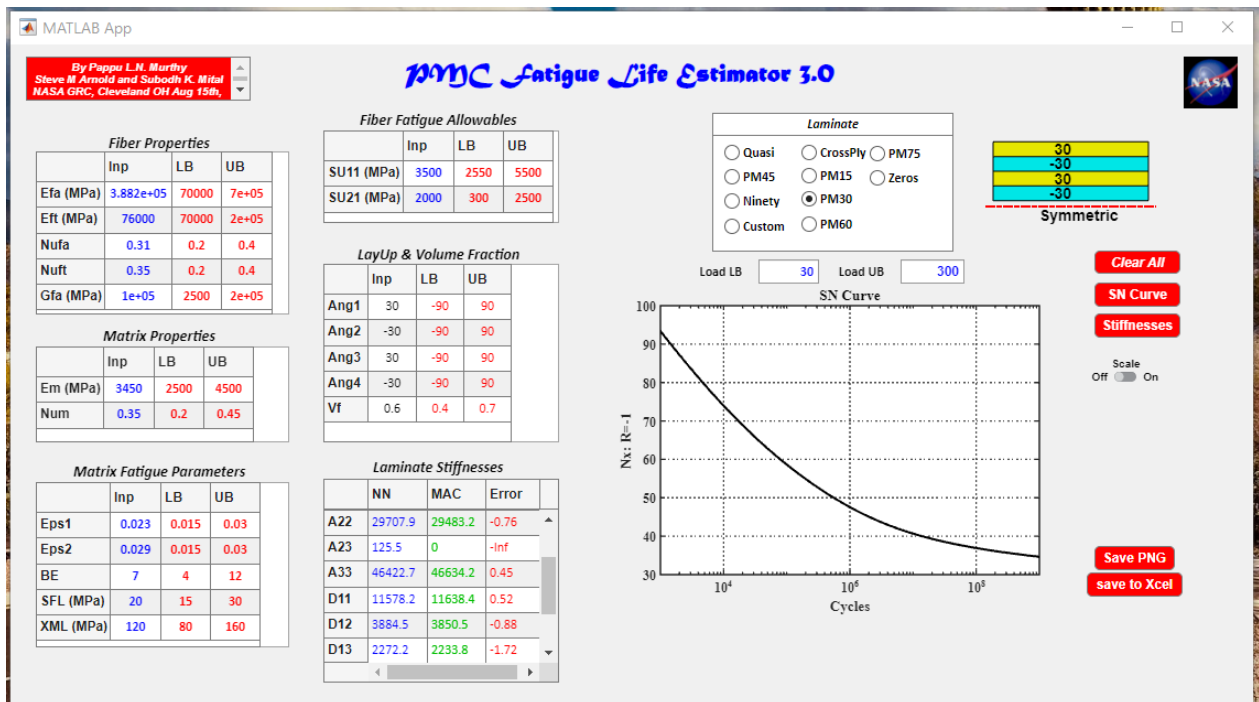 MATLAB App
By Pappu L.N. Murthy
Steve M Arnold and Subodh K. Mital
NASA GRC, Cleveland OH Aug 15th,
PMC Fatigue Life Estimator 3.0
NASA
Fiber Properties
Inp LB UB
Efa (MPa) 3.882e+05 70000 7e+05
Eft (MPa) 76000 70000 2e+05
Nufa 0.31 0.2 0.4
Nuft 0.35 0.2 0.4
Gfa (MPa) 1e+05 2500 2e+05
Matrix Properties
Inp LB UB
Em (MPa) 3450 2500 4500
Num 0.35 0.2 0.45
Matrix Fatigue Parameters
Inp LB UB
Eps1 0.023 0.015 0.03
Eps2 0.029 0.015 0.03
BE 7 4 12
SFL (MPa) 20 15 30
XML (MPa) 120 80 160
Fiber Fatigue Allowables
Inp LB UB
SU11 (MPa) 3500 2550 5500
SU21 (MPa) 2000 300 2500
LayUp & Volume Fraction
Inp LB UB
Ang1 30 -90 90
Ang2 -30 -90 90
Ang3 30 -90 90
Ang4 -30 -90 90
Vf 0.6 0.4 0.7
Laminate Stiffnesses
NN MAC Error
A22 29707.9 29483.2 -0.76
A23 125.5 0 -Inf
A33 46422.7 46634.2 0.45
D11 11578.2 11638.4 0.52
D12 3884.5 3850.5 -0.88
D13 2272.2 2233.8 -1.72
Laminate
Quasi CrossPly PM75
PM45 PM15 Zeros
Ninety PM30
Custom PM60
30
-30
30
-30
Symmetric
Load LB 30 Load UB 300
SN Curve
100
90
80
70
60
50
40
30
Nx: R=-1
10⁴ 10⁶ 10⁸
Cycles
Clear All
SN Curve
Stiffnesses
Scale
Off On
Save PNG
save to Xcel